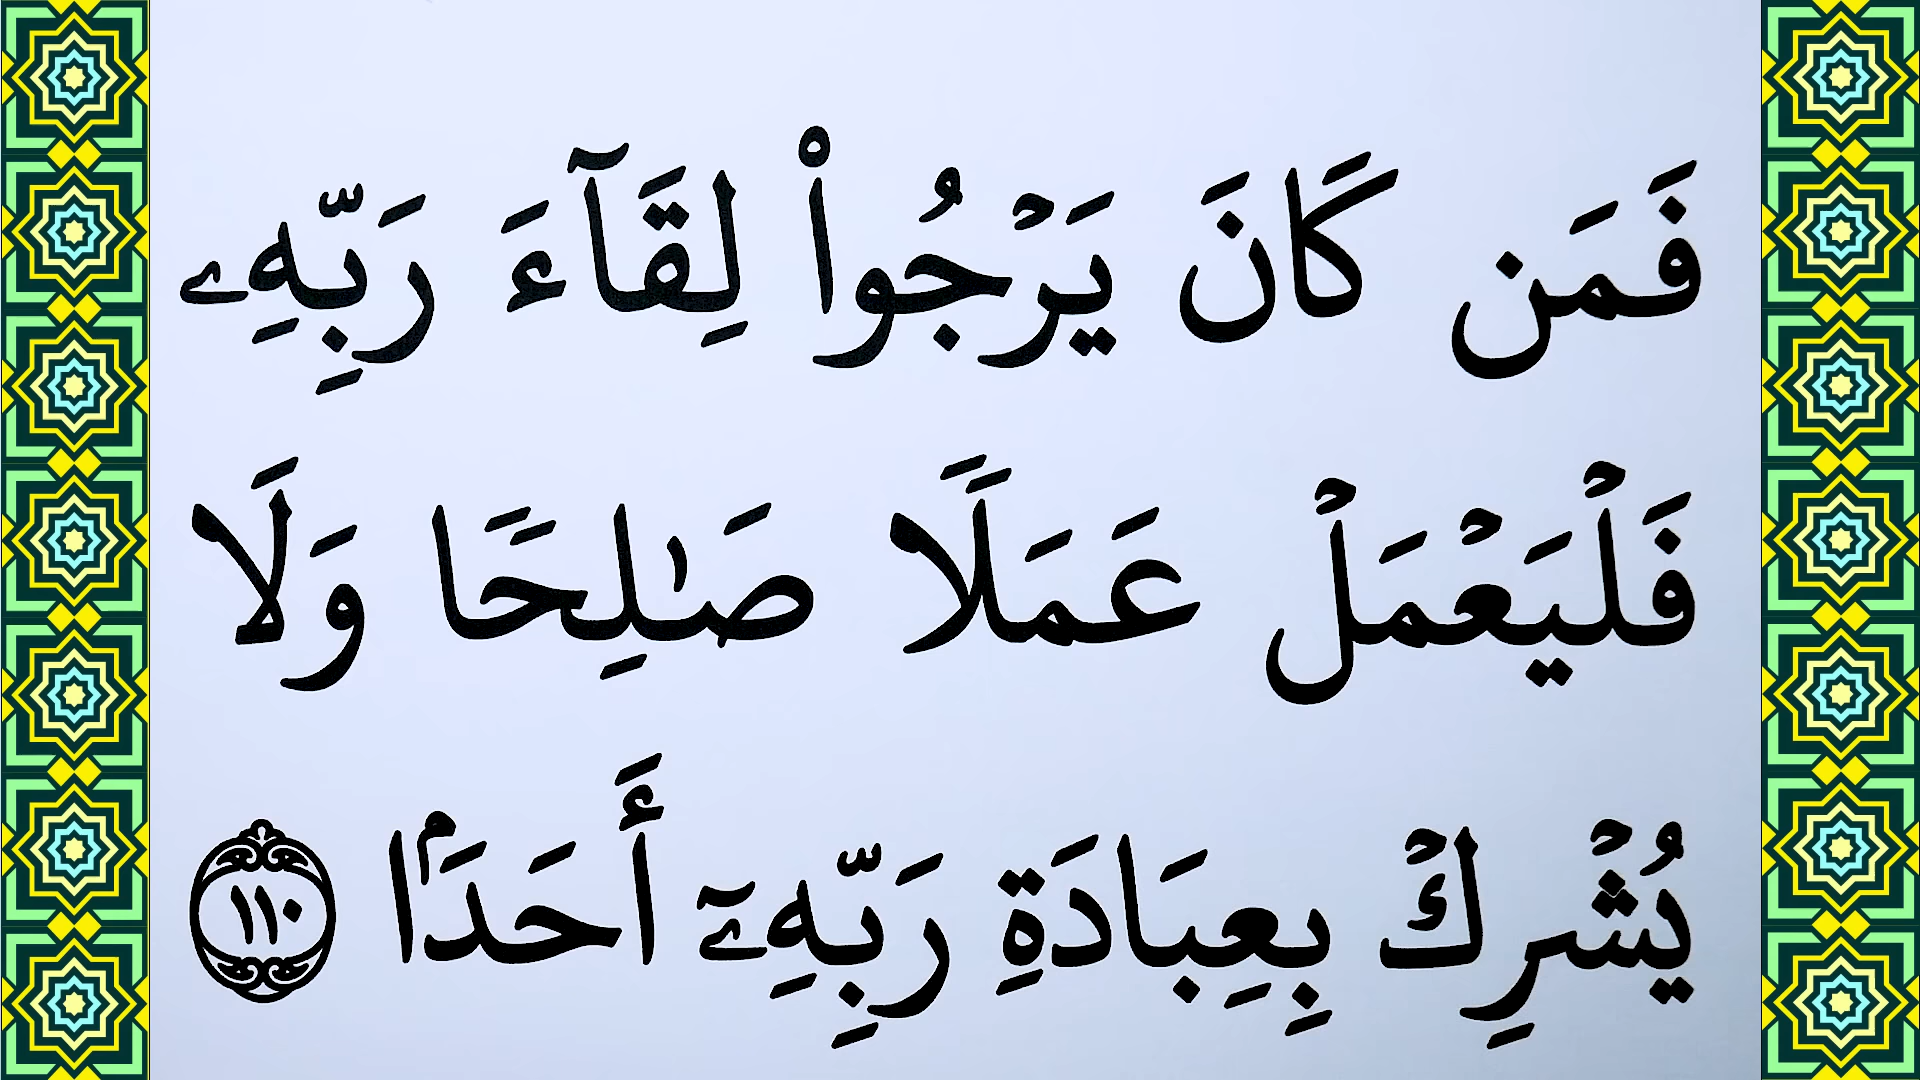 فَمَن كَانَ يَرۡجُواْ لِقَآءَ رَبِّهِۦ
فَلۡيَعۡمَلۡ عَمَلًا صَٰلِحًا وَلَا
يُشۡرِكۡ بِعِبَادَةِ رَبِّهِۦٓ أَحَدَۢا ١١٠